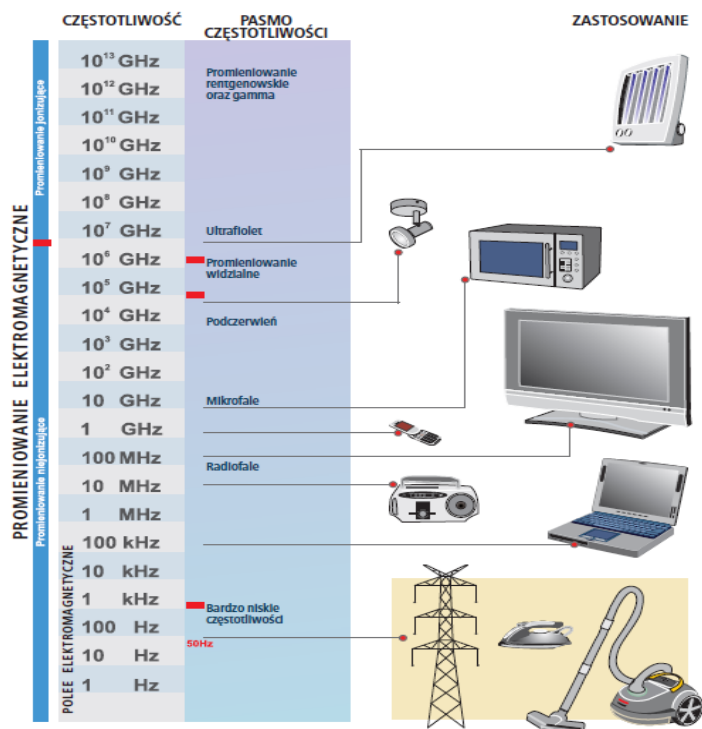 CZĘSTOTLIWOŚĆ
PASMO
CZĘSTOTLIWOŚCI
ZASTOSOWANIE
PROMIENIOWANIE ELEKTROMAGNETYCZNE
Promieniowanie jonizujące
Promieniowanie niejonizujące
POLEE ELEKTROMAGNETYCZNE
10¹³ GHz
10¹² GHz
10¹¹ GHz
10¹⁰ GHz
10⁹ GHz
10⁸ GHz
10⁷ GHz
10⁶ GHz
10⁵ GHz
10⁴ GHz
10³ GHz
10² GHz
10 GHz
1 GHz
100 MHz
10 MHz
1 MHz
100 kHz
10 kHz
1 kHz
100 Hz
10 Hz
1 Hz
Promieniowanie
rentgenowskie
oraz gamma
Ultrafiolet
Promieniowanie
widzialne
Podczerwień
Mikrofale
Radiofale
Bardzo niskie
częstotliwości
50Hz